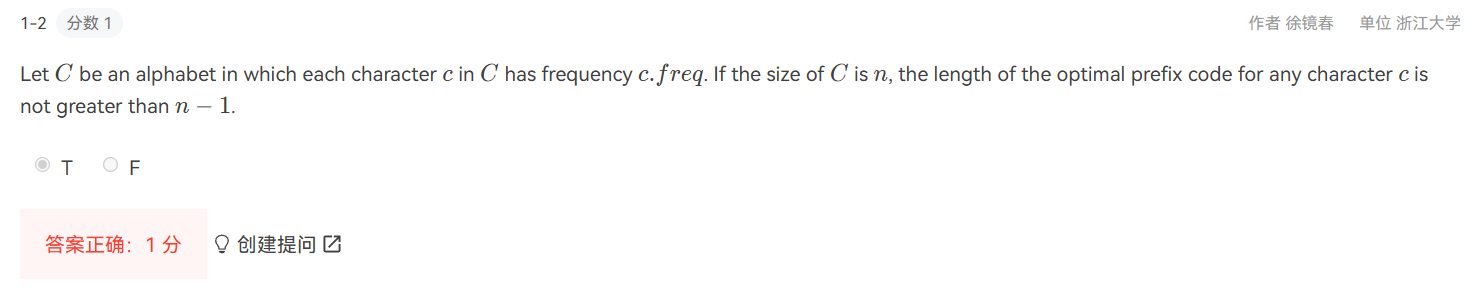 1-2 分数 1 作者 徐镜春 单位 浙江大学
Let C be an alphabet in which each character c in C has frequency c.freq. If the size of C is n, the length of the optimal prefix code for any character c is
not greater than n − 1.
T F
答案正确：1 分 创建提问